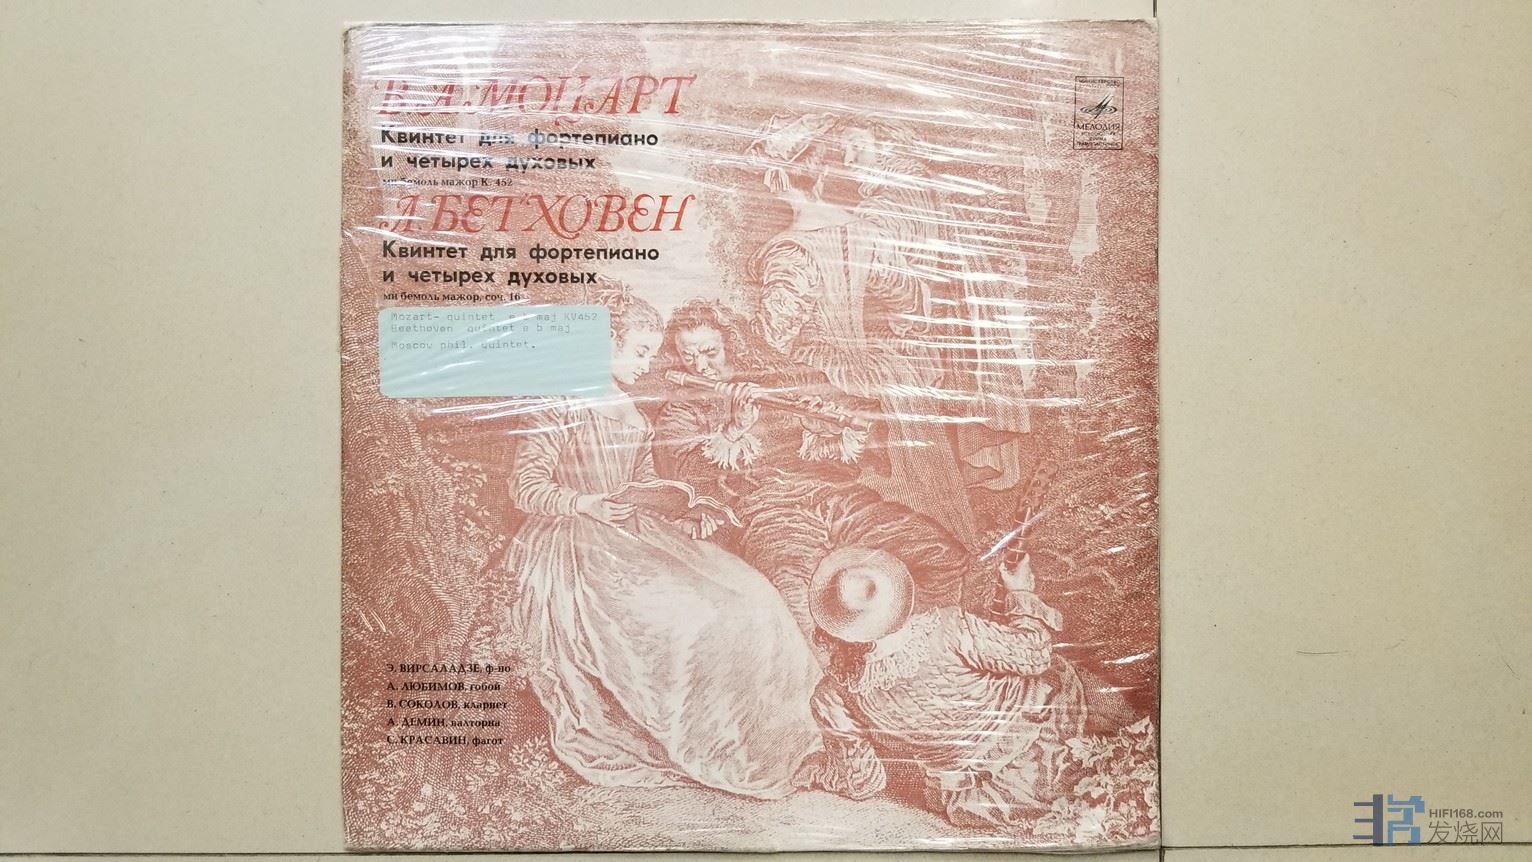 В. А. МОЦАРТ
Квинтет для фортепиано
и четырех духовых
ми бемоль мажор К. 452
Л. БЕТХОВЕН
Квинтет для фортепиано
и четырех духовых
ми бемоль мажор, соч. 16
Mozart- quintet e b maj KV452
Beethoven quintet e b maj
Moscow phil. quintet.
Э. ВИРСАЛАДЗЕ, ф-но
А. ЛЮБИМОВ, гобой
В. СОКОЛОВ, кларнет
А. ДЕМИН, валторна
С. КРАСАВИН, фагот
МЕЛОДИЯ
HIFI168.com
发烧网